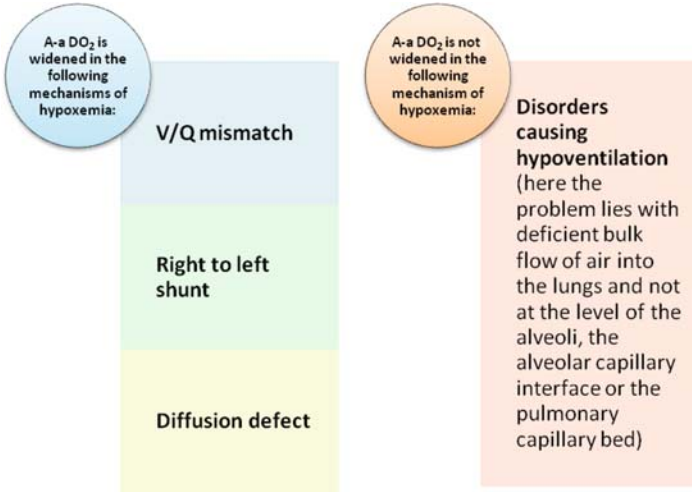 A-a DO₂ is
widened in the
following
mechanisms of
hypoxemia:
V/Q mismatch
Right to left
shunt
Diffusion defect
A-a DO₂ is not
widened in the
following
mechanisms of
hypoxemia:
Disorders
causing
hypoventilation
(here the
problem lies with
deficient bulk
flow of air into
the lungs and not
at the level of the
alveoli, the
alveolar capillary
interface or the
pulmonary
capillary bed)